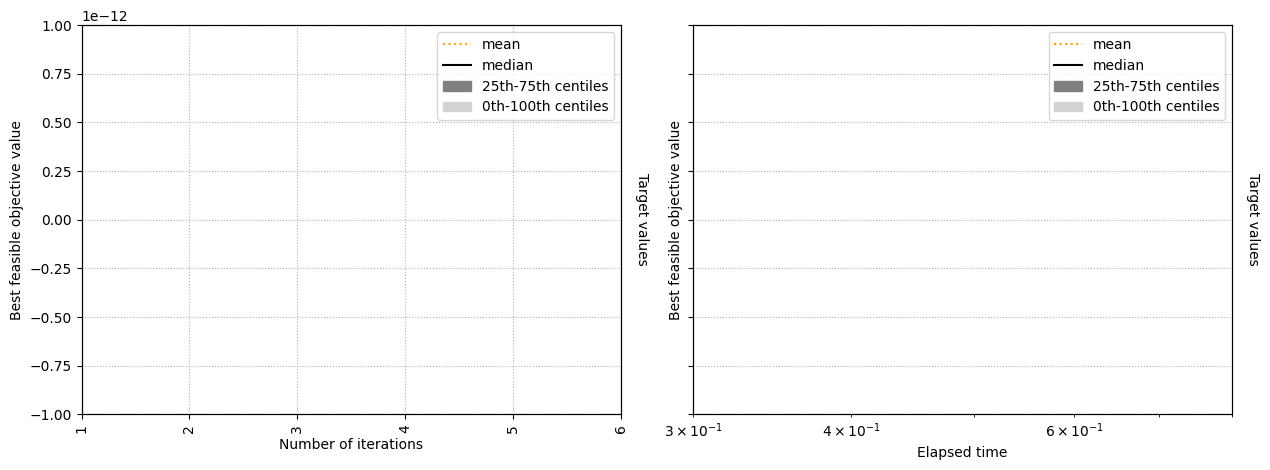 1e−12
1.00
0.75
0.50
0.25
0.00
−0.25
−0.50
−0.75
−1.00
Best feasible objective value
1
2
3
4
5
6
Number of iterations
mean
median
25th-75th centiles
0th-100th centiles
Target values
Best feasible objective value
3 × 10⁻¹
4 × 10⁻¹
6 × 10⁻¹
Elapsed time
mean
median
25th-75th centiles
0th-100th centiles
Target values